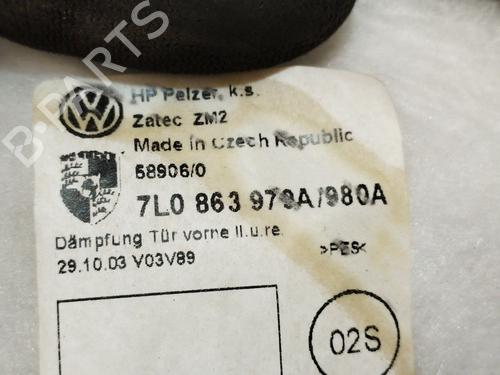 B-PARTS
HP Pelzer, k.s.
Zatec ZM2
Made in Czech Republic
58906/0
7L0 863 979A/980A
Dämpfung Tür vorne li.u.re.
29.10.03 V03V89
>PES<
02S